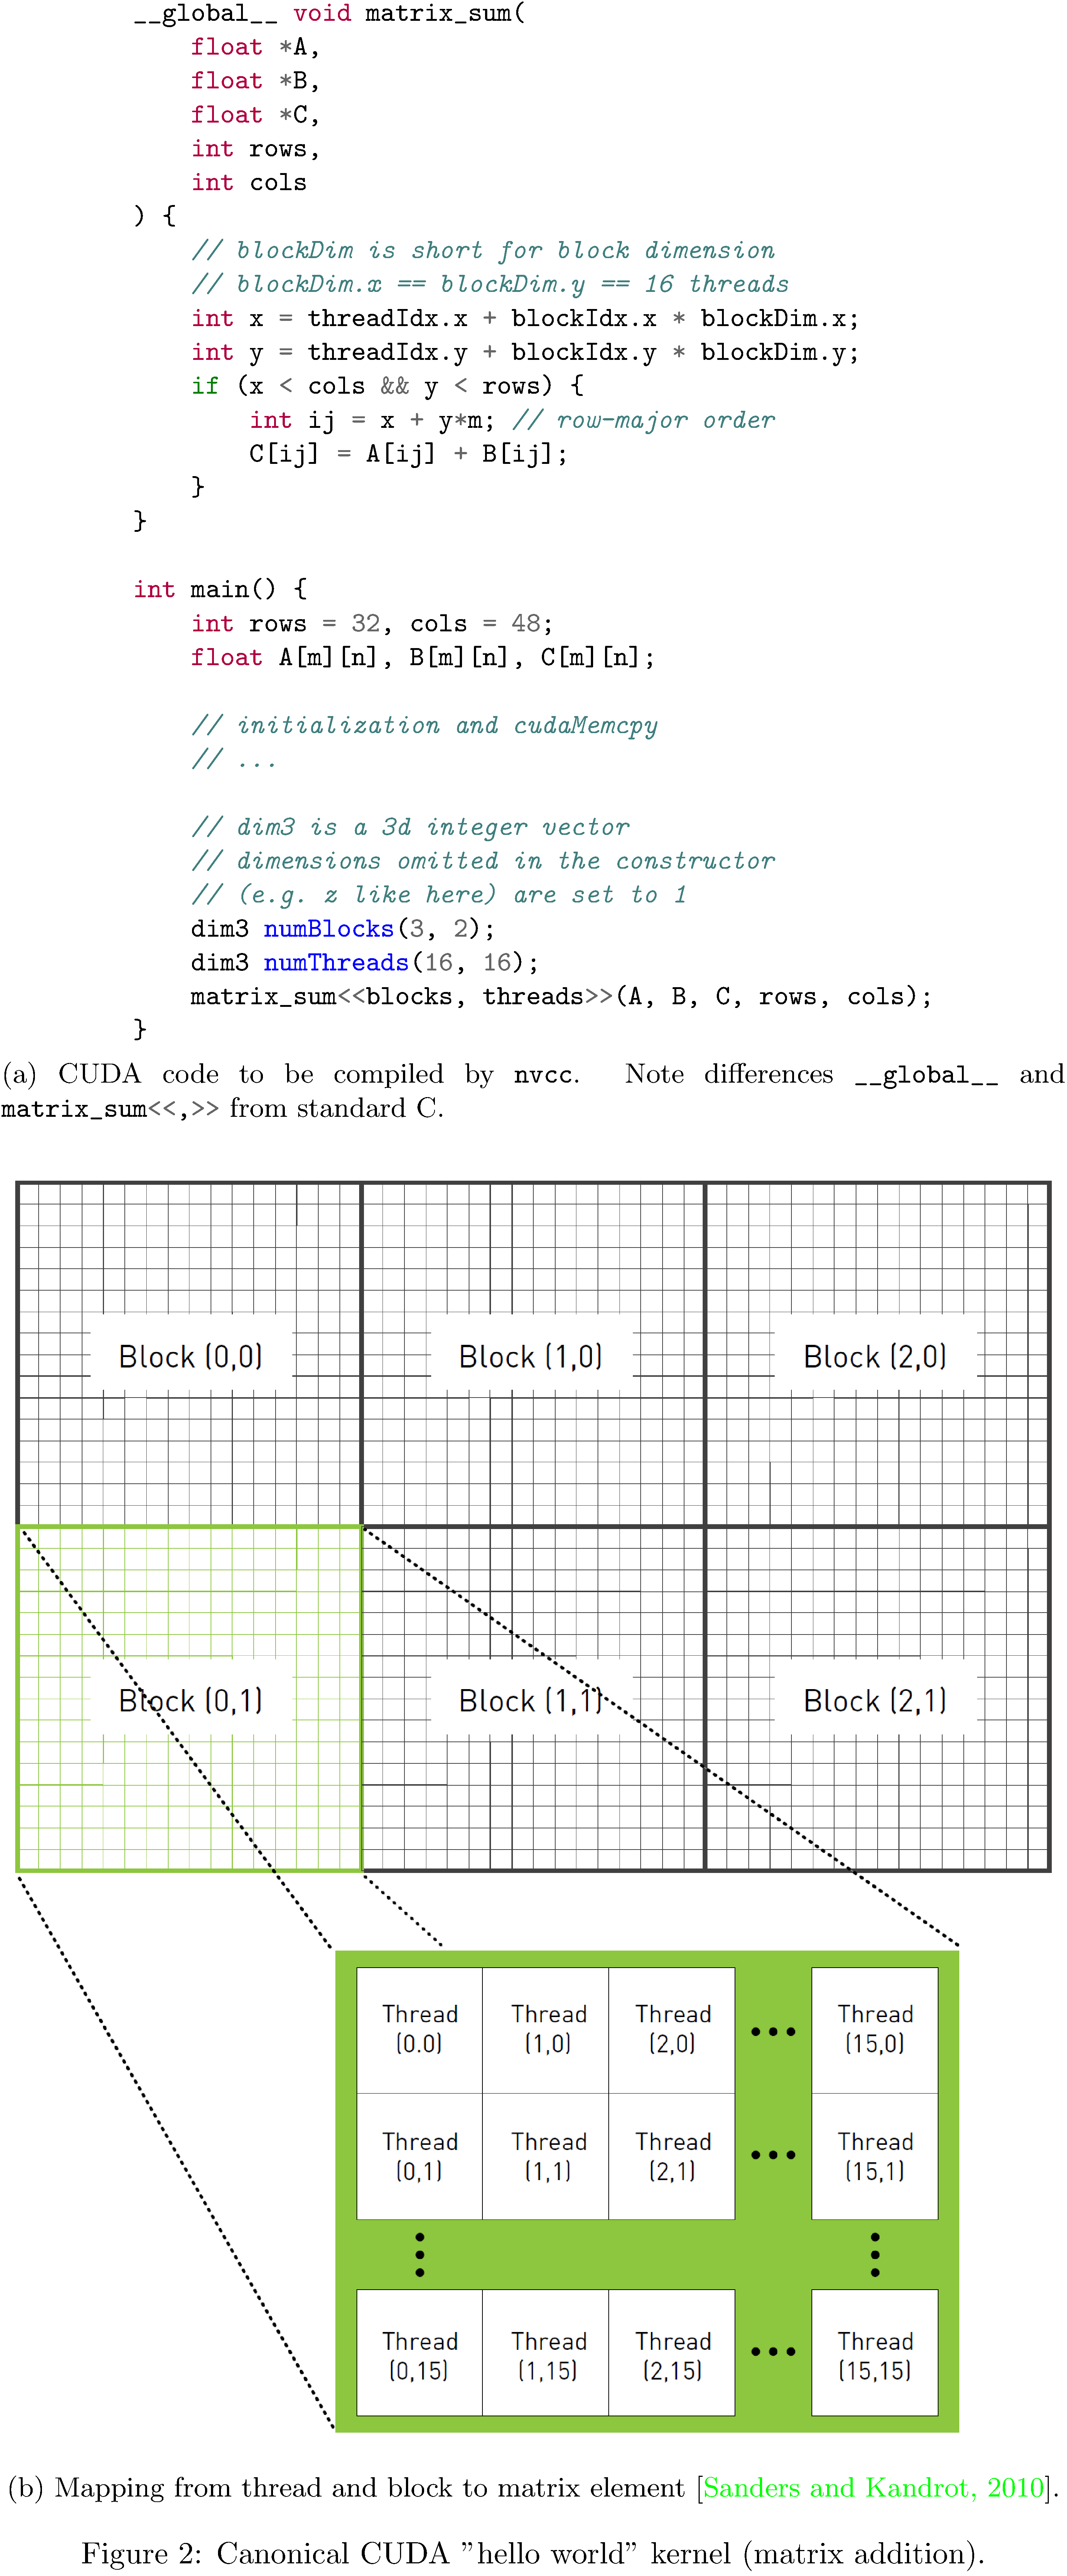 __global__ void matrix_sum(
float *A,
float *B,
float *C,
int rows,
int cols
) {
// blockDim is short for block dimension
// blockDim.x == blockDim.y == 16 threads
int x = threadIdx.x + blockIdx.x * blockDim.x;
int y = threadIdx.y + blockIdx.y * blockDim.y;
if (x < cols && y < rows) {
int ij = x + y*m; // row-major order
C[ij] = A[ij] + B[ij];
}
}
int main() {
int rows = 32, cols = 48;
float A[m][n], B[m][n], C[m][n];
// initialization and cudaMemcpy
// ...
// dim3 is a 3d integer vector
// dimensions omitted in the constructor
// (e.g. z like here) are set to 1
dim3 numBlocks(3, 2);
dim3 numThreads(16, 16);
matrix_sum<<blocks, threads>>(A, B, C, rows, cols);
}
(a) CUDA code to be compiled by nvcc. Note differences __global__ and
matrix_sum<<,>> from standard C.
Block (0,0) Block (1,0) Block (2,0)
Block (0,1) Block (1,1) Block (2,1)
Thread Thread Thread Thread
(0.0) (1,0) (2,0) ••• (15,0)
Thread Thread Thread Thread
(0,1) (1,1) (2,1) ••• (15,1)
Thread Thread Thread Thread
(0,15) (1,15) (2,15) ••• (15,15)
(b) Mapping from thread and block to matrix element [Sanders and Kandrot, 2010].
Figure 2: Canonical CUDA ”hello world” kernel (matrix addition).